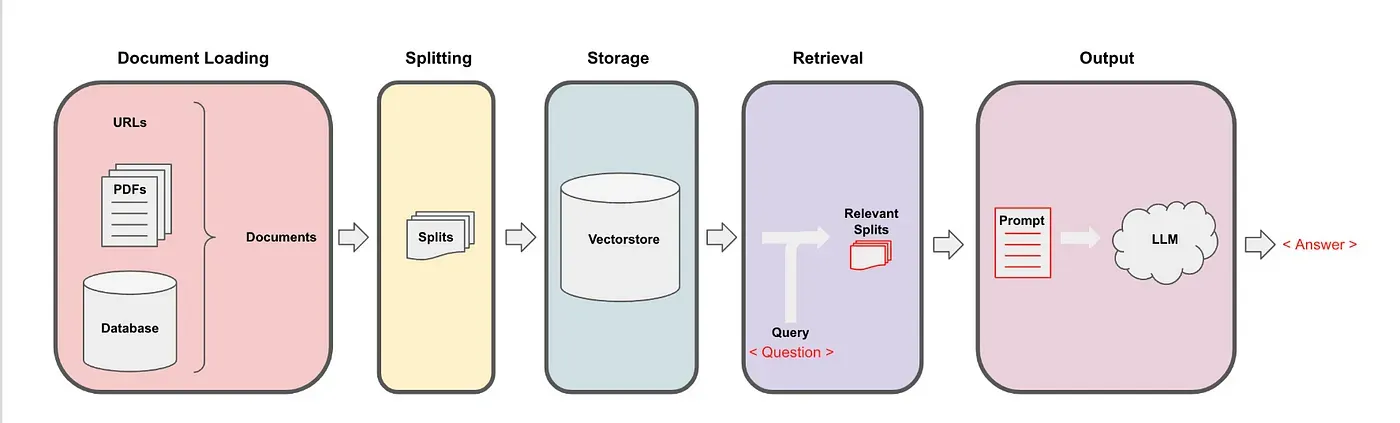 Document Loading
Splitting
Storage
Retrieval
Output
URLs
PDFs
Documents
Database
Splits
Vectorstore
Relevant
Splits
Query
< Question >
Prompt
LLM
< Answer >